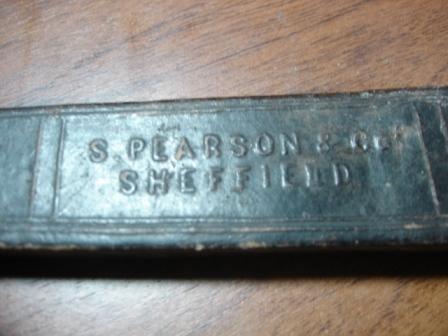 S. PEARSON & Co.
SHEFFIELD